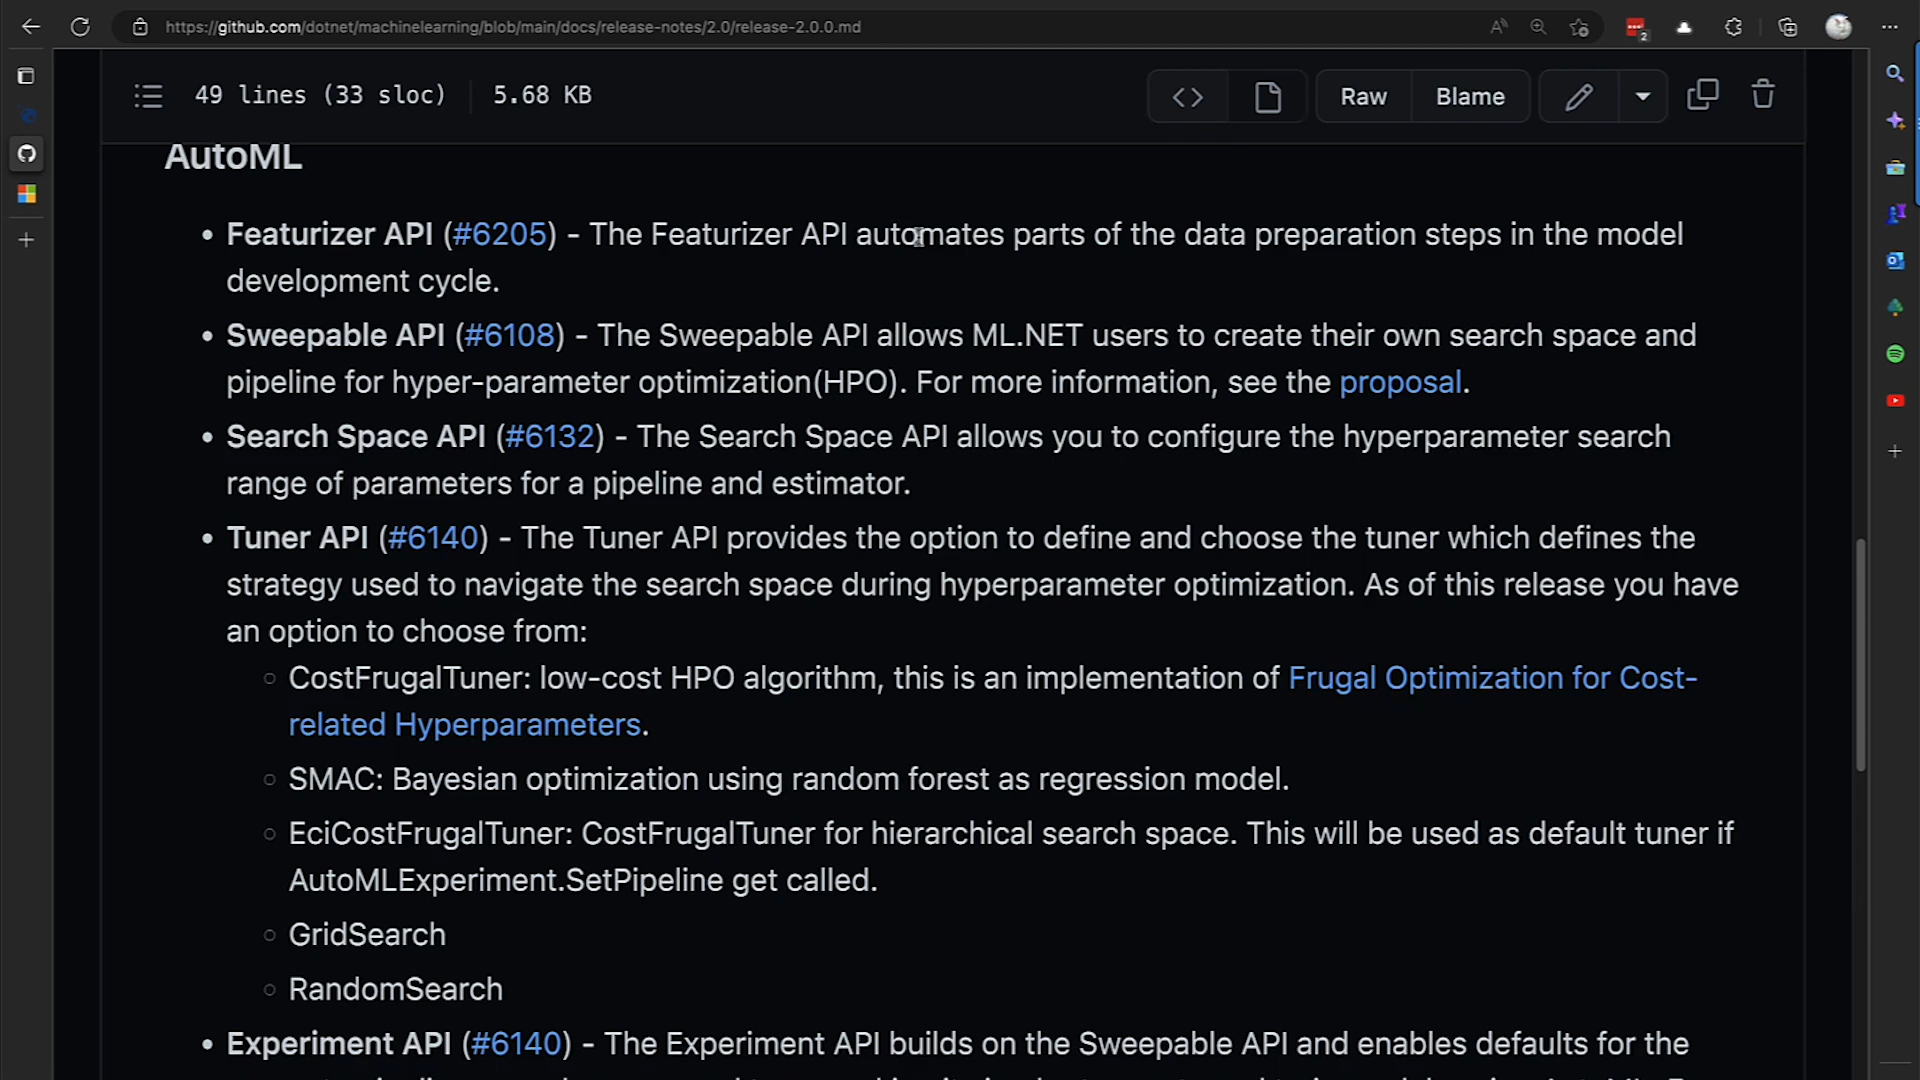 https://github.com/dotnet/machinelearning/blob/main/docs/release-notes/2.0/release-2.0.0.md
2
49 lines (33 sloc) 5.68 KB Raw Blame
AutoML
• Featurizer API (#6205) - The Featurizer API automates parts of the data preparation steps in the model
development cycle.
• Sweepable API (#6108) - The Sweepable API allows ML.NET users to create their own search space and
pipeline for hyper-parameter optimization(HPO). For more information, see the proposal.
• Search Space API (#6132) - The Search Space API allows you to configure the hyperparameter search
range of parameters for a pipeline and estimator.
• Tuner API (#6140) - The Tuner API provides the option to define and choose the tuner which defines the
strategy used to navigate the search space during hyperparameter optimization. As of this release you have
an option to choose from:
○ CostFrugalTuner: low-cost HPO algorithm, this is an implementation of Frugal Optimization for Cost-
related Hyperparameters.
○ SMAC: Bayesian optimization using random forest as regression model.
○ EciCostFrugalTuner: CostFrugalTuner for hierarchical search space. This will be used as default tuner if
AutoMLExperiment.SetPipeline get called.
○ GridSearch
○ RandomSearch
• Experiment API (#6140) - The Experiment API builds on the Sweepable API and enables defaults for the